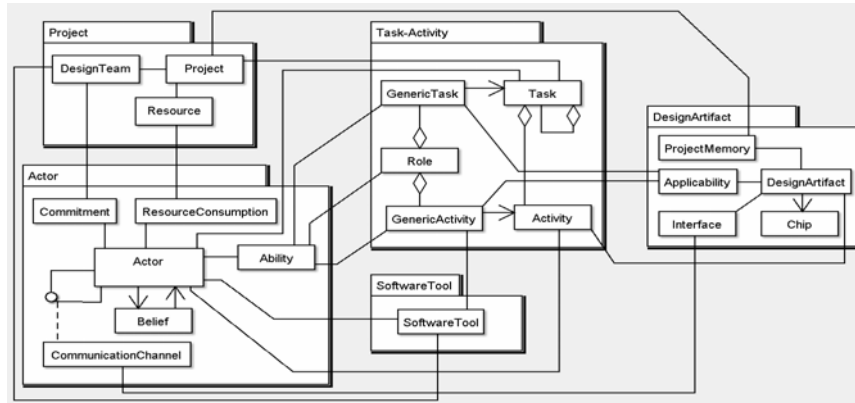 Project
DesignTeam
Project
Resource
Task-Activity
GenericTask
Task
Role
GenericActivity
Activity
DesignArtifact
ProjectMemory
Applicability
DesignArtifact
Interface
Chip
Actor
Commitment
ResourceConsumption
Actor
Ability
Belief
CommunicationChannel
SoftwareTool
SoftwareTool